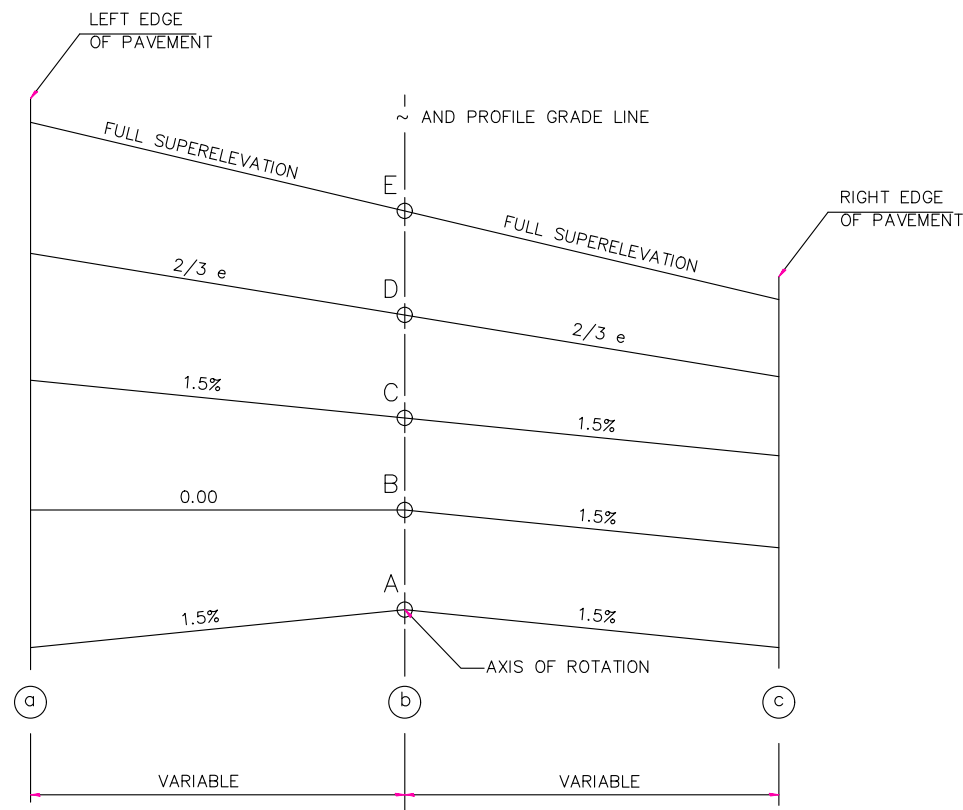 LEFT EDGE
OF PAVEMENT
~ AND PROFILE GRADE LINE
FULL SUPERELEVATION
E
RIGHT EDGE
OF PAVEMENT
FULL SUPERELEVATION
2/3 e
D
2/3 e
1.5%
C
1.5%
B
0.00
1.5%
A
1.5%
1.5%
AXIS OF ROTATION
a
b
c
VARIABLE
VARIABLE